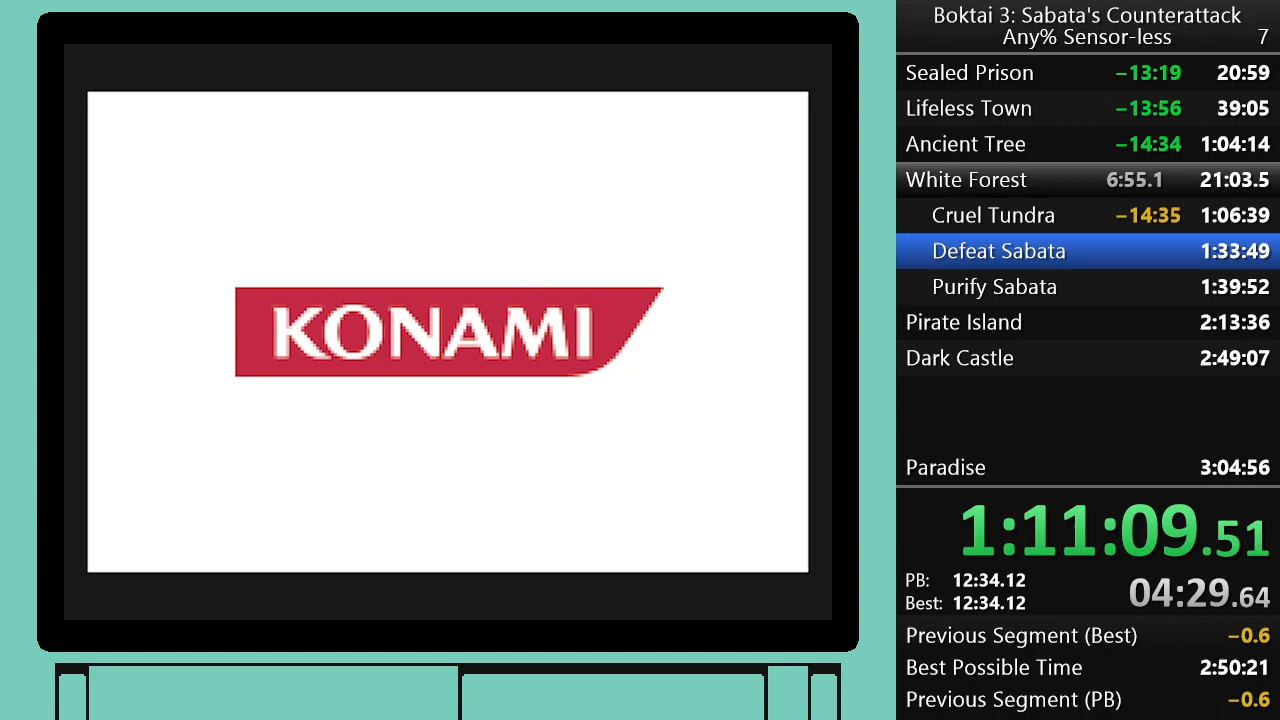 KONAMI
Boktai 3: Sabata's Counterattack
Any% Sensor-less 7
Sealed Prison −13:19 20:59
Lifeless Town −13:56 39:05
Ancient Tree −14:34 1:04:14
White Forest 6:55.1 21:03.5
Cruel Tundra −14:35 1:06:39
Defeat Sabata 1:33:49
Purify Sabata 1:39:52
Pirate Island 2:13:36
Dark Castle 2:49:07
Paradise 3:04:56
1:11:09.51
PB: 12:34.12
Best: 12:34.12
04:29.64
Previous Segment (Best) −0.6
Best Possible Time 2:50:21
Previous Segment (PB) −0.6